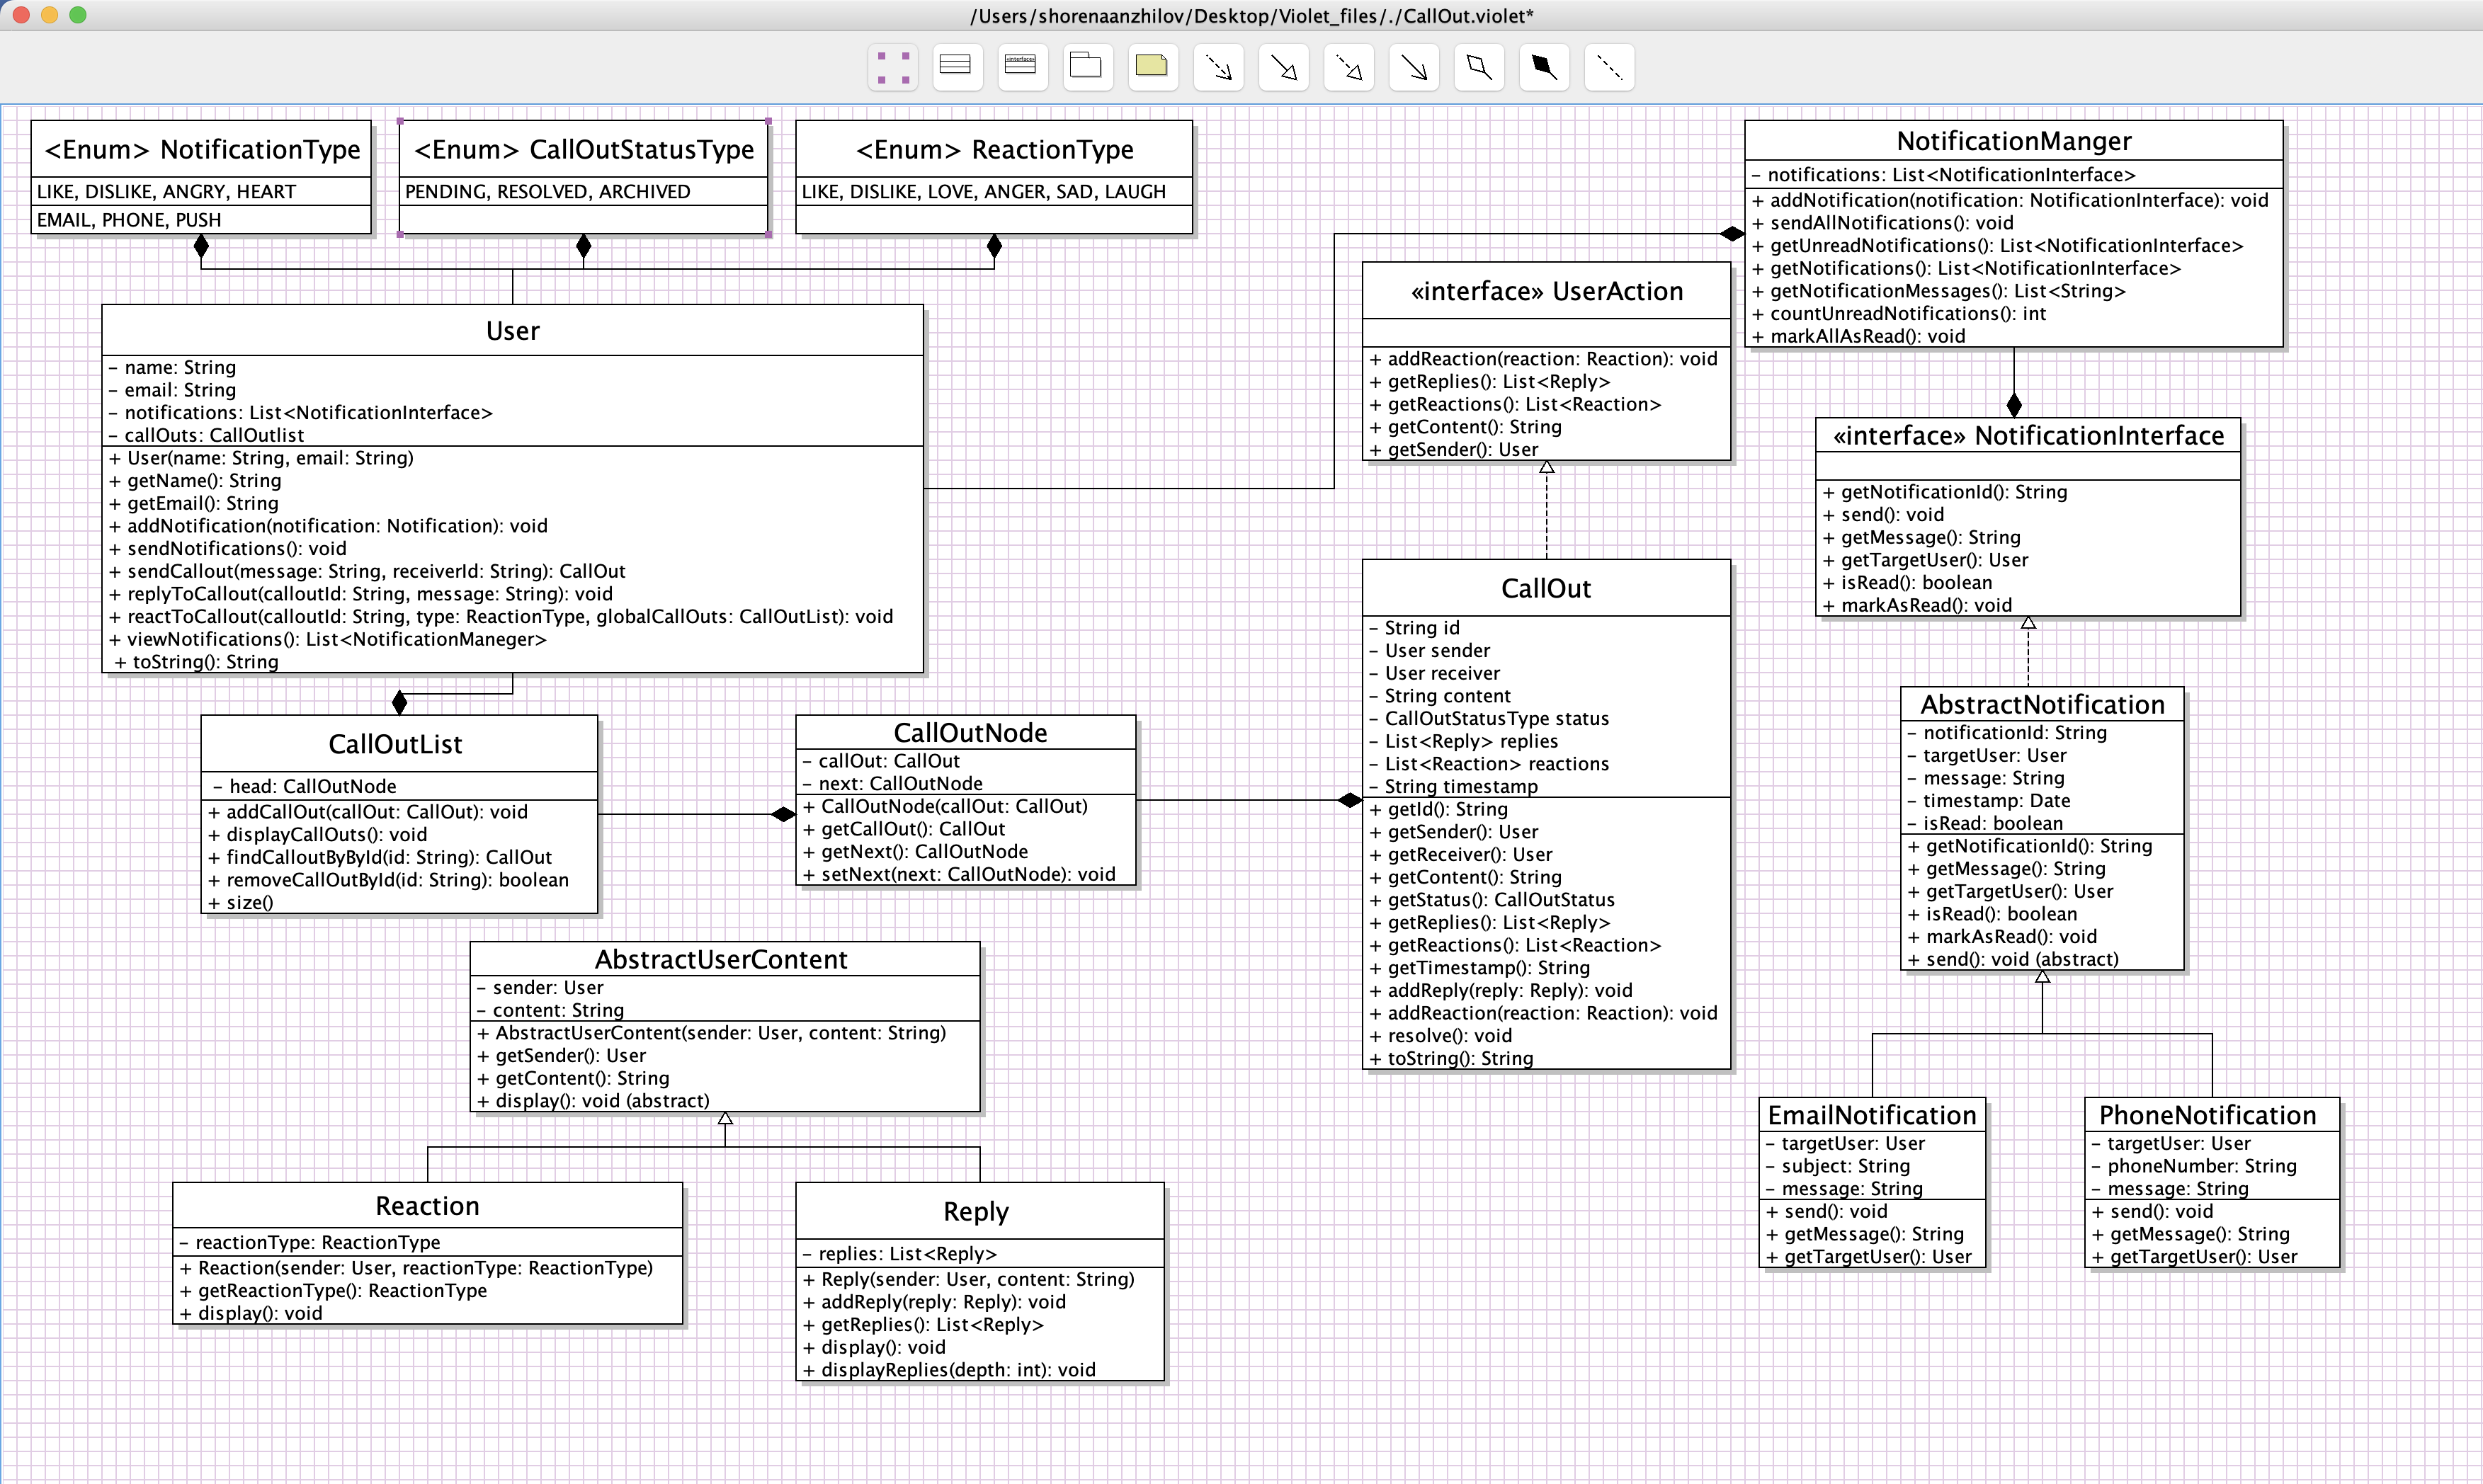 /Users/shorenaanzhilov/Desktop/Violet_files/./CallOut.violet*
«interface»
<Enum> NotificationType
LIKE, DISLIKE, ANGRY, HEART
EMAIL, PHONE, PUSH
<Enum> CallOutStatusType
PENDING, RESOLVED, ARCHIVED
<Enum> ReactionType
LIKE, DISLIKE, LOVE, ANGER, SAD, LAUGH
NotificationManger
- notifications: List<NotificationInterface>
+ addNotification(notification: NotificationInterface): void
+ sendAllNotifications(): void
+ getUnreadNotifications(): List<NotificationInterface>
+ getNotifications(): List<NotificationInterface>
+ getNotificationMessages(): List<String>
+ countUnreadNotifications(): int
+ markAllAsRead(): void
«interface» UserAction
+ addReaction(reaction: Reaction): void
+ getReplies(): List<Reply>
+ getReactions(): List<Reaction>
+ getContent(): String
+ getSender(): User
User
- name: String
- email: String
- notifications: List<NotificationInterface>
- callOuts: CallOutlist
+ User(name: String, email: String)
+ getName(): String
+ getEmail(): String
+ addNotification(notification: Notification): void
+ sendNotifications(): void
+ sendCallout(message: String, receiverId: String): CallOut
+ replyToCallout(calloutId: String, message: String): void
+ reactToCallout(calloutId: String, type: ReactionType, globalCallOuts: CallOutList): void
+ viewNotifications(): List<NotificationManeger>
+ toString(): String
«interface» NotificationInterface
+ getNotificationId(): String
+ send(): void
+ getMessage(): String
+ getTargetUser(): User
+ isRead(): boolean
+ markAsRead(): void
CallOut
- String id
- User sender
- User receiver
- String content
- CallOutStatusType status
- List<Reply> replies
- List<Reaction> reactions
- String timestamp
+ getId(): String
+ getSender(): User
+ getReceiver(): User
+ getContent(): String
+ getStatus(): CallOutStatus
+ getReplies(): List<Reply>
+ getReactions(): List<Reaction>
+ getTimestamp(): String
+ addReply(reply: Reply): void
+ addReaction(reaction: Reaction): void
+ resolve(): void
+ toString(): String
AbstractNotification
- notificationId: String
- targetUser: User
- message: String
- timestamp: Date
- isRead: boolean
+ getNotificationId(): String
+ getMessage(): String
+ getTargetUser(): User
+ isRead(): boolean
+ markAsRead(): void
+ send(): void (abstract)
CallOutList
- head: CallOutNode
+ addCallOut(callOut: CallOut): void
+ displayCallOuts(): void
+ findCalloutByById(id: String): CallOut
+ removeCallOutById(id: String): boolean
+ size()
CallOutNode
- callOut: CallOut
- next: CallOutNode
+ CallOutNode(callOut: CallOut)
+ getCallOut(): CallOut
+ getNext(): CallOutNode
+ setNext(next: CallOutNode): void
AbstractUserContent
- sender: User
- content: String
+ AbstractUserContent(sender: User, content: String)
+ getSender(): User
+ getContent(): String
+ display(): void (abstract)
EmailNotification
- targetUser: User
- subject: String
- message: String
+ send(): void
+ getMessage(): String
+ getTargetUser(): User
PhoneNotification
- targetUser: User
- phoneNumber: String
- message: String
+ send(): void
+ getMessage(): String
+ getTargetUser(): User
Reaction
- reactionType: ReactionType
+ Reaction(sender: User, reactionType: ReactionType)
+ getReactionType(): ReactionType
+ display(): void
Reply
- replies: List<Reply>
+ Reply(sender: User, content: String)
+ addReply(reply: Reply): void
+ getReplies(): List<Reply>
+ display(): void
+ displayReplies(depth: int): void